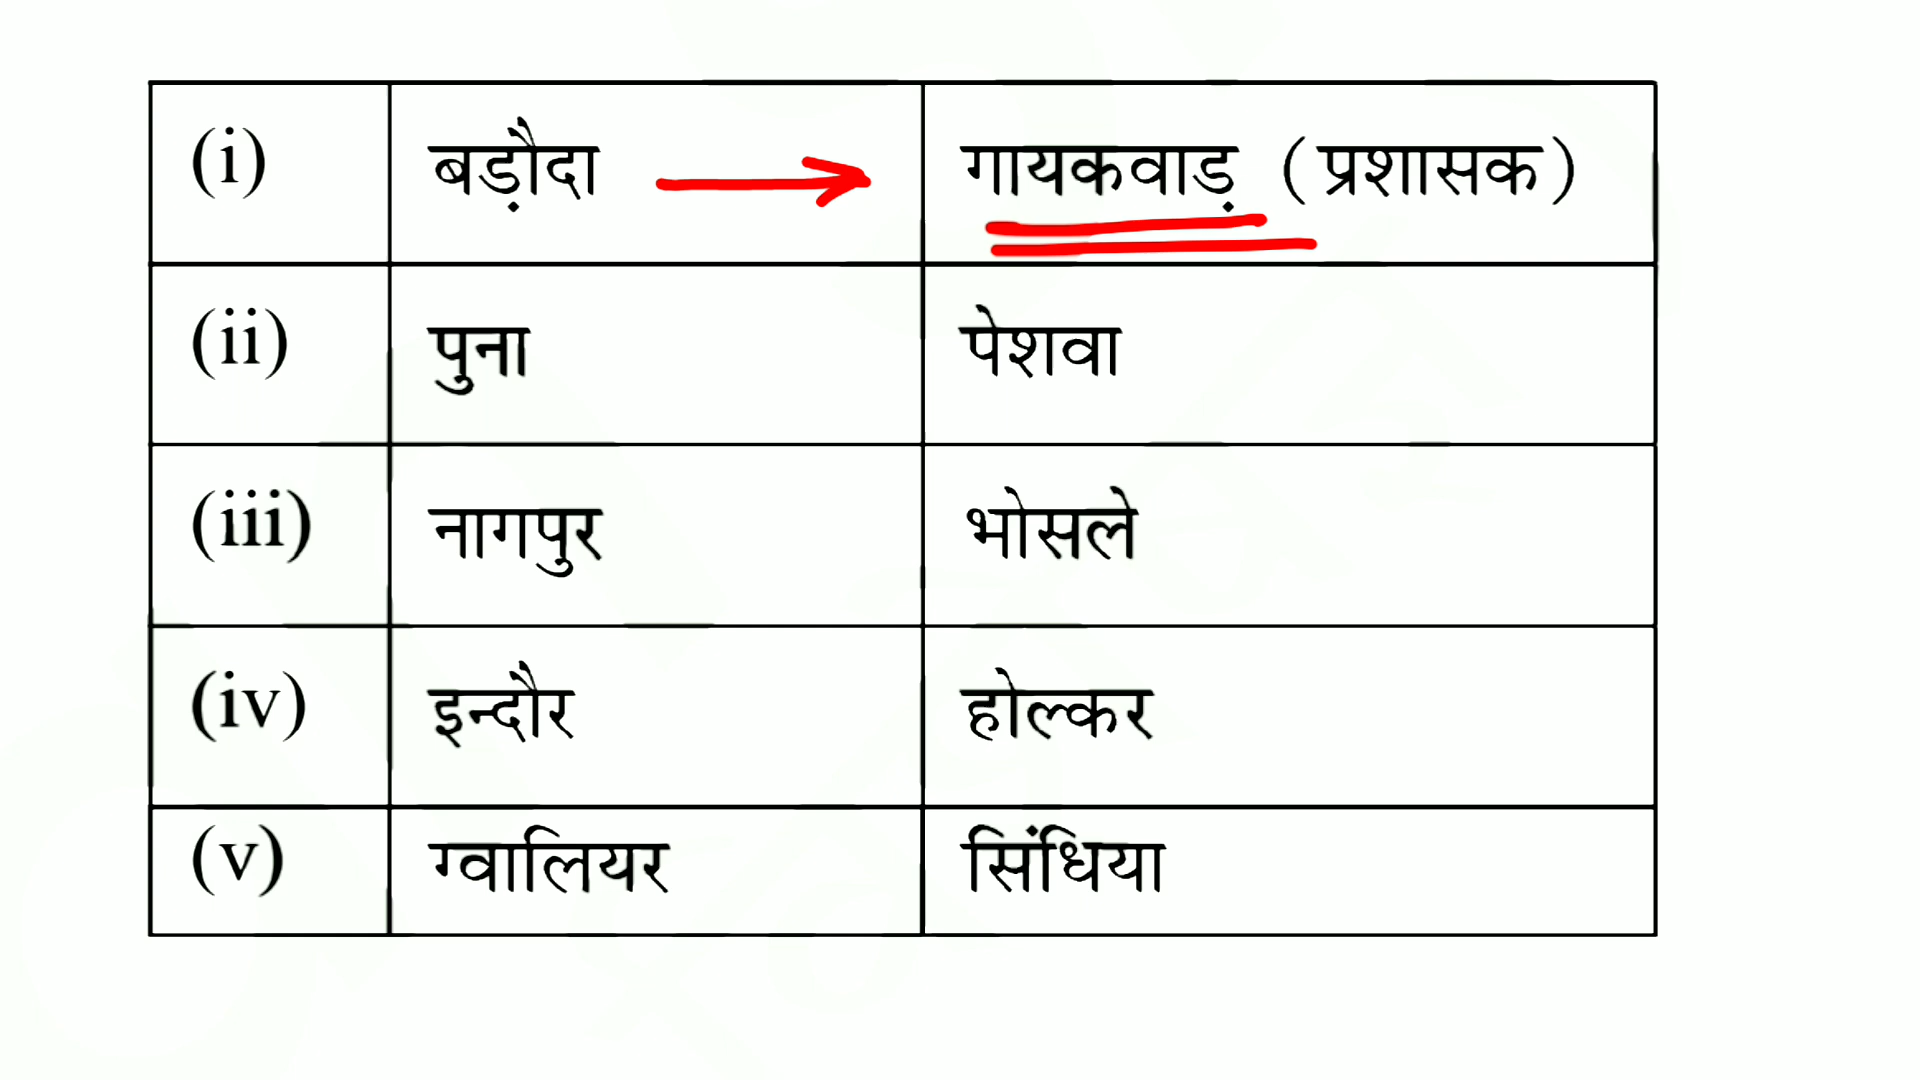 (i) बड़ौदा गायकवाड़ (प्रशासक)
(ii) पुना पेशवा
(iii) नागपुर भोसले
(iv) इन्दौर होल्कर
(v) ग्वालियर सिंधिया